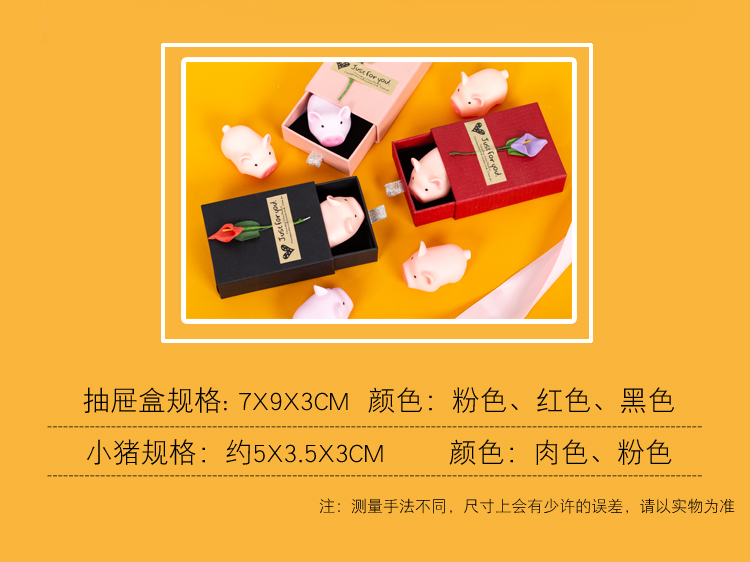 Just for you!
Just for you!
Just for you!
抽屉盒规格: 7X9X3CM 颜色：粉色、红色、黑色
小猪规格：约5X3.5X3CM 颜色：肉色、粉色
注：测量手法不同，尺寸上会有少许的误差，请以实物为准